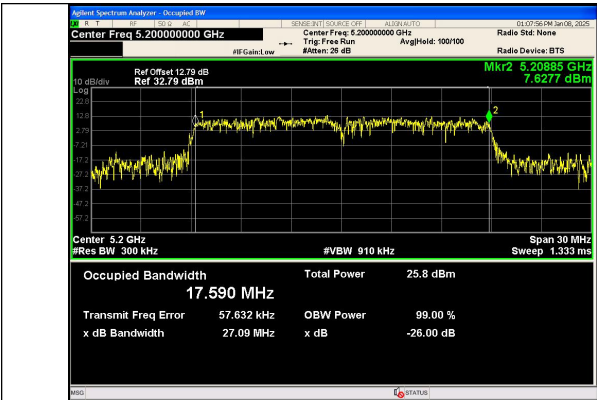 Agilent Spectrum Analyzer - Occupied BW
R T RF 50 Ω AC SENSE:INT SOURCE OFF ALIGN AUTO 01:07:56 PM Jan 08, 2025
Center Freq 5.200000000 GHz Center Freq: 5.200000000 GHz Radio Std: None
Trig: Free Run Avg|Hold: 100/100
#IFGain:Low #Atten: 26 dB Radio Device: BTS
Mkr2 5.20885 GHz
Ref Offset 12.79 dB
10 dB/div Ref 32.79 dBm 7.6277 dBm
Log
22.8
12.8
2.79
-7.21
-17.2
-27.2
-37.2
-47.2
-57.2
1
2
Center 5.2 GHz Span 30 MHz
#Res BW 300 kHz #VBW 910 kHz Sweep 1.333 ms
Occupied Bandwidth Total Power 25.8 dBm
17.590 MHz
Transmit Freq Error 57.632 kHz OBW Power 99.00 %
x dB Bandwidth 27.09 MHz x dB -26.00 dB
MSG STATUS